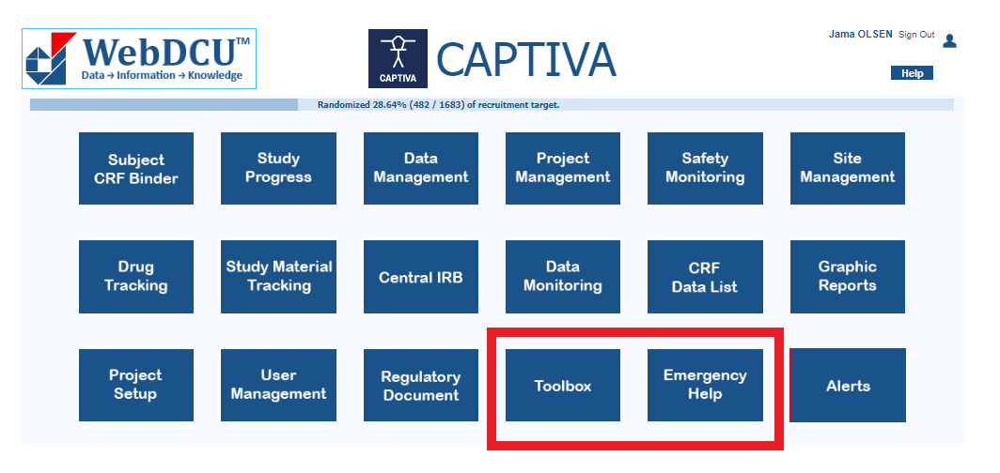 WebDCU™
Data → Information → Knowledge
CAPTIVA
CAPTIVA
Jama OLSEN Sign Out
Help
Randomized 28.64% (482 / 1683) of recruitment target.
Subject
CRF Binder
Study
Progress
Data
Management
Project
Management
Safety
Monitoring
Site
Management
Drug
Tracking
Study Material
Tracking
Central IRB
Data
Monitoring
CRF
Data List
Graphic
Reports
Project
Setup
User
Management
Regulatory
Document
Toolbox
Emergency
Help
Alerts